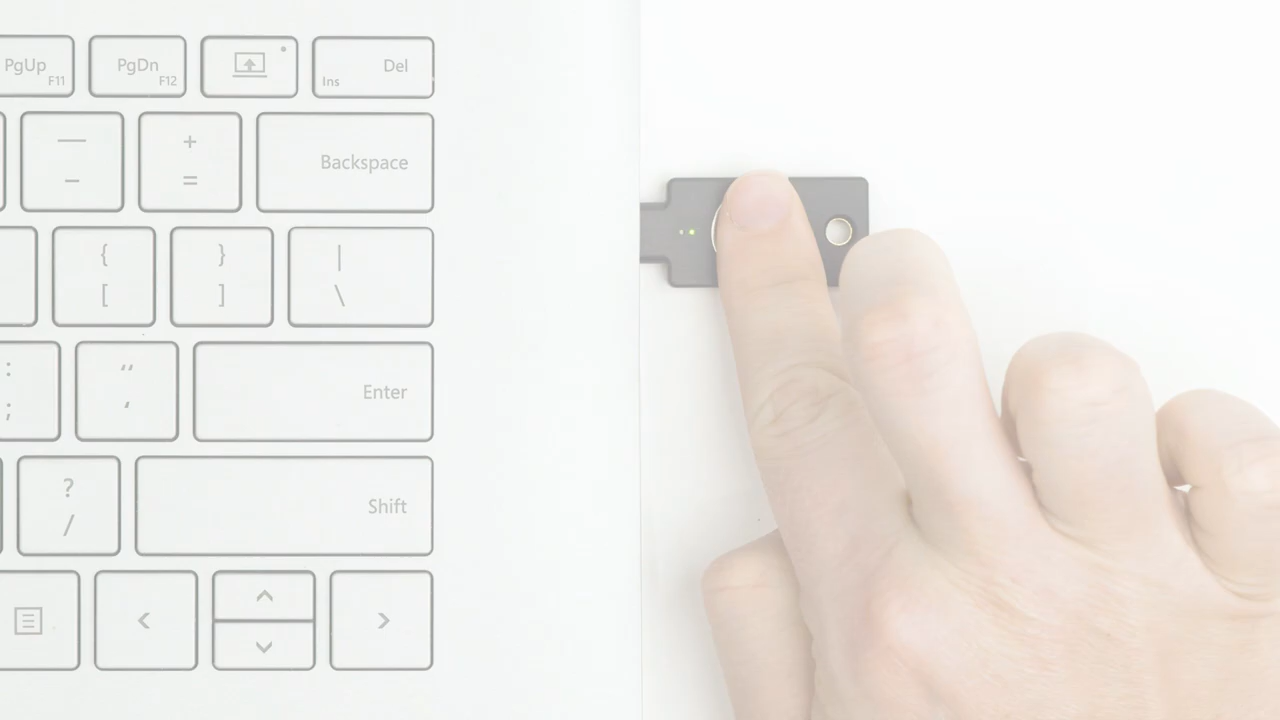 PgUp F11 PgDn F12 Ins Del
— + Backspace
- =
{ } |
[ ] \
: “ Enter
; ‘
? Shift
/
< ^ >
v